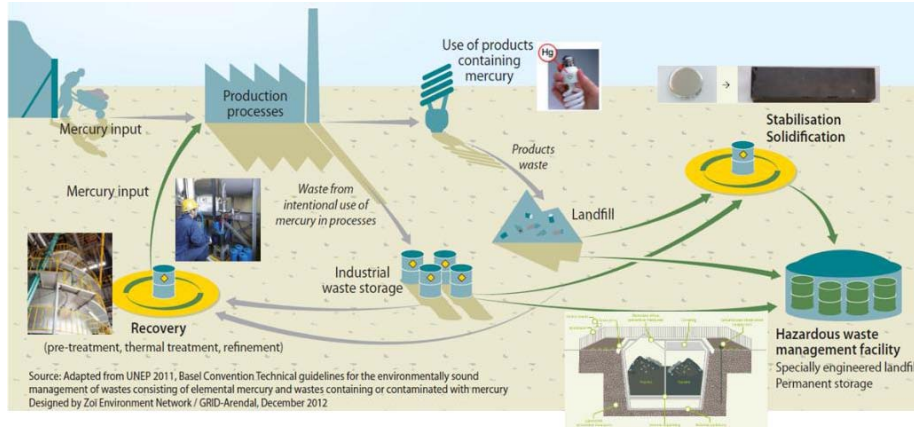 Use of products
containing
mercury
Hg
Production
processes
Mercury input
Stabilisation
Solidification
Products
waste
Mercury input
Waste from
intentional use of
mercury in processes
Landfill
Industrial
waste storage
Recovery
(pre-treatment, thermal treatment, refinement)
Hazardous waste
management facility
Specially engineered landfil
Permanent storage
Source: Adapted from UNEP 2011, Basel Convention Technical guidelines for the environmentally sound
management of wastes consisting of elemental mercury and wastes containing or contaminated with mercury
Designed by Zoï Environment Network / GRID-Arendal, December 2012